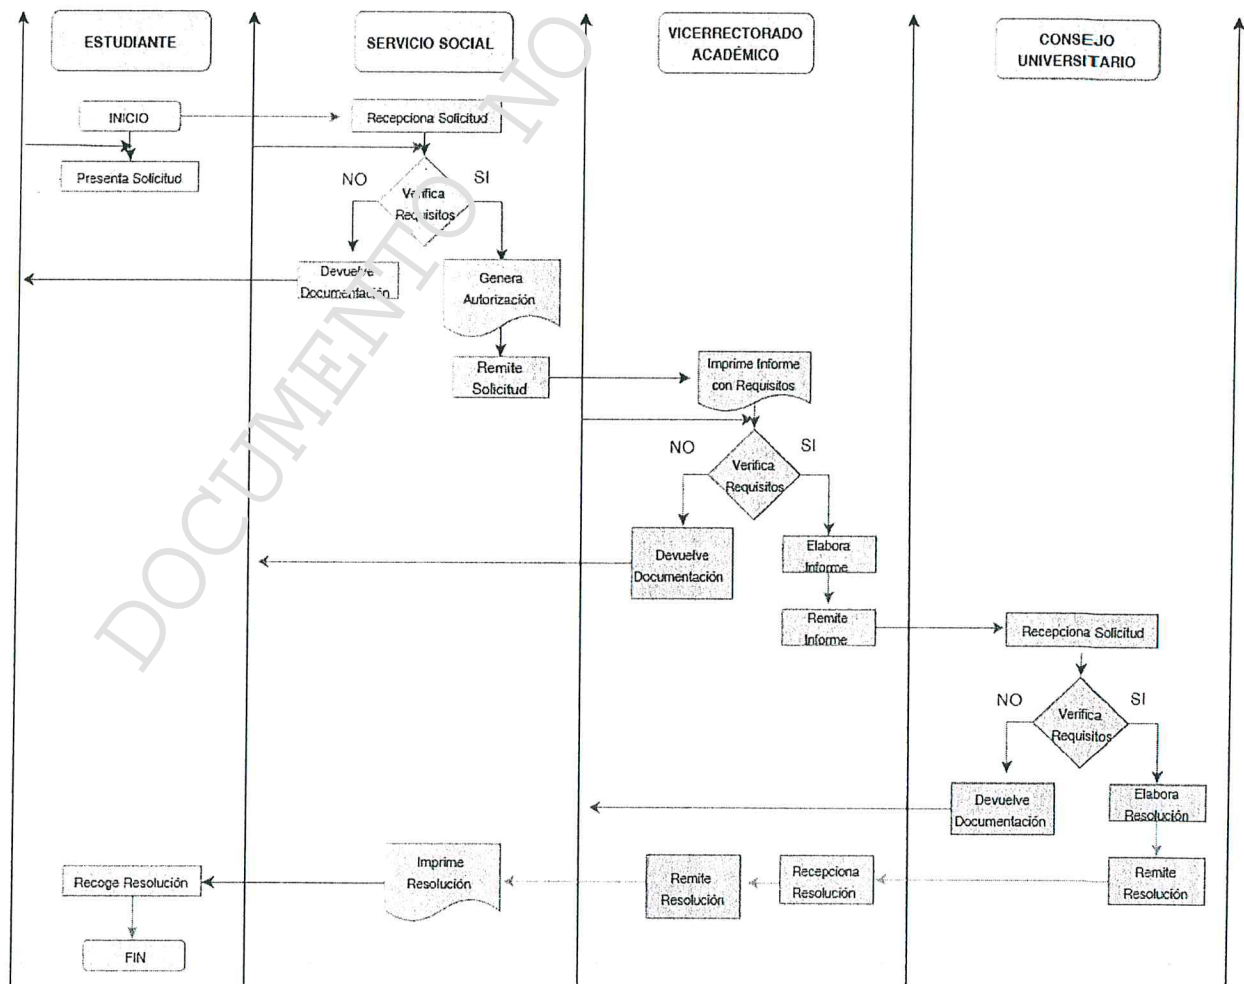 ESTUDIANTE
SERVICIO SOCIAL
VICERRECTORADO
ACADÉMICO
CONSEJO
UNIVERSITARIO
INICIO
Recepciona Solicitud
Presenta Solicitud
NO
SI
Verifica
Requisitos
Devuelve
Documentación
Genera
Autorización
Remite
Solicitud
Imprime Informe
con Requisitos
NO
SI
Verifica
Requisitos
Devuelve
Documentación
Elabora
Informe
Remite
Informe
Recepciona Solicitud
NO
SI
Verifica
Requisitos
Devuelve
Documentación
Elabora
Resolución
Recoge Resolución
Imprime
Resolución
Remite
Resolución
Recepciona
Resolución
Remite
Resolución
FIN
DOCUMENTO NO